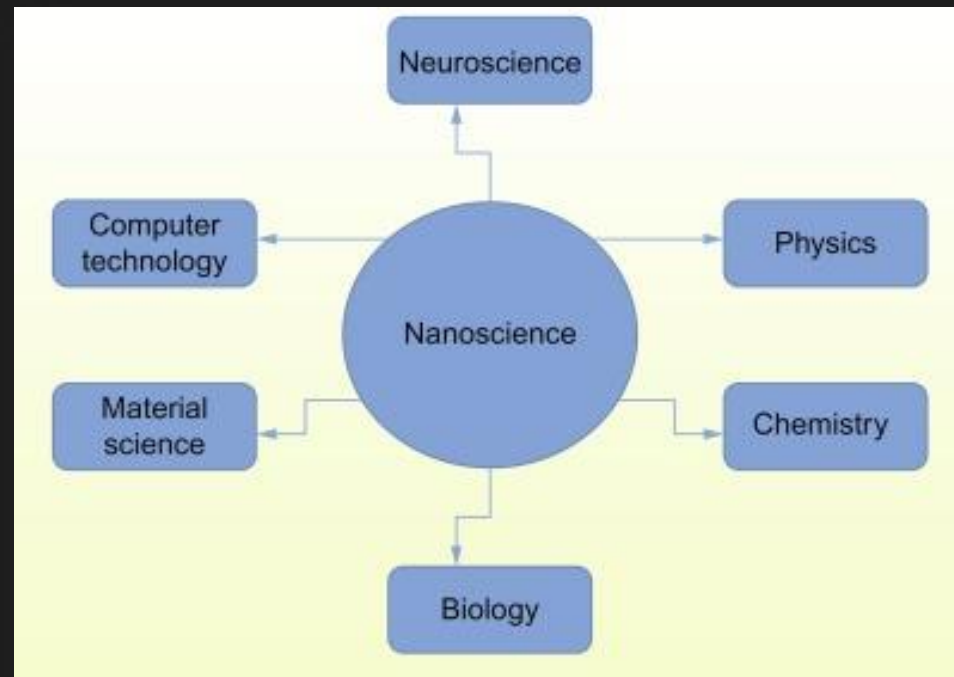 Neuroscience
Computer
technology
Physics
Nanoscience
Material
science
Chemistry
Biology